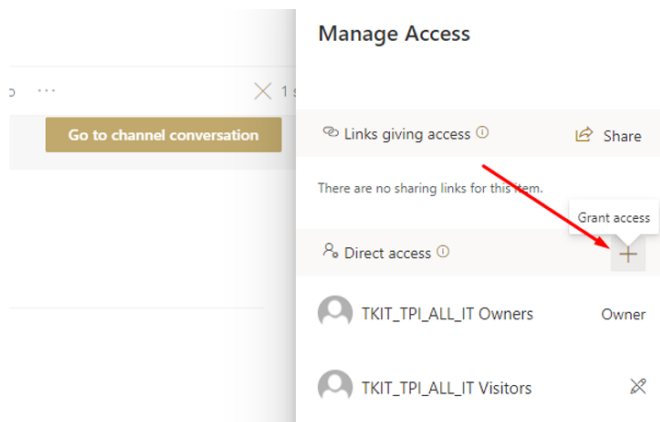 Manage Access
...
1
Go to channel conversation
Links giving access
Share
There are no sharing links for this item.
Grant access
Direct access
TKIT_TPI_ALL_IT Owners
Owner
TKIT_TPI_ALL_IT Visitors